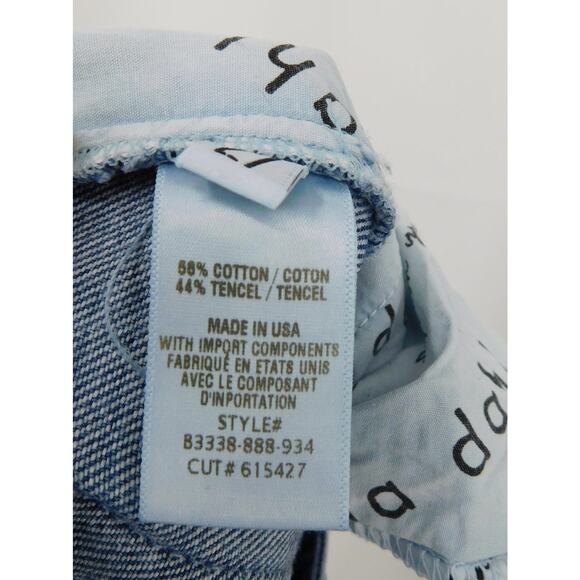 56% COTTON / COTON
44% TENCEL / TENCEL
MADE IN USA
WITH IMPORT COMPONENTS
FABRIQUÉ EN ETATS UNIS
AVEC LE COMPOSANT
D'INPORTATION
STYLE#
B3338-888-934
CUT# 615427